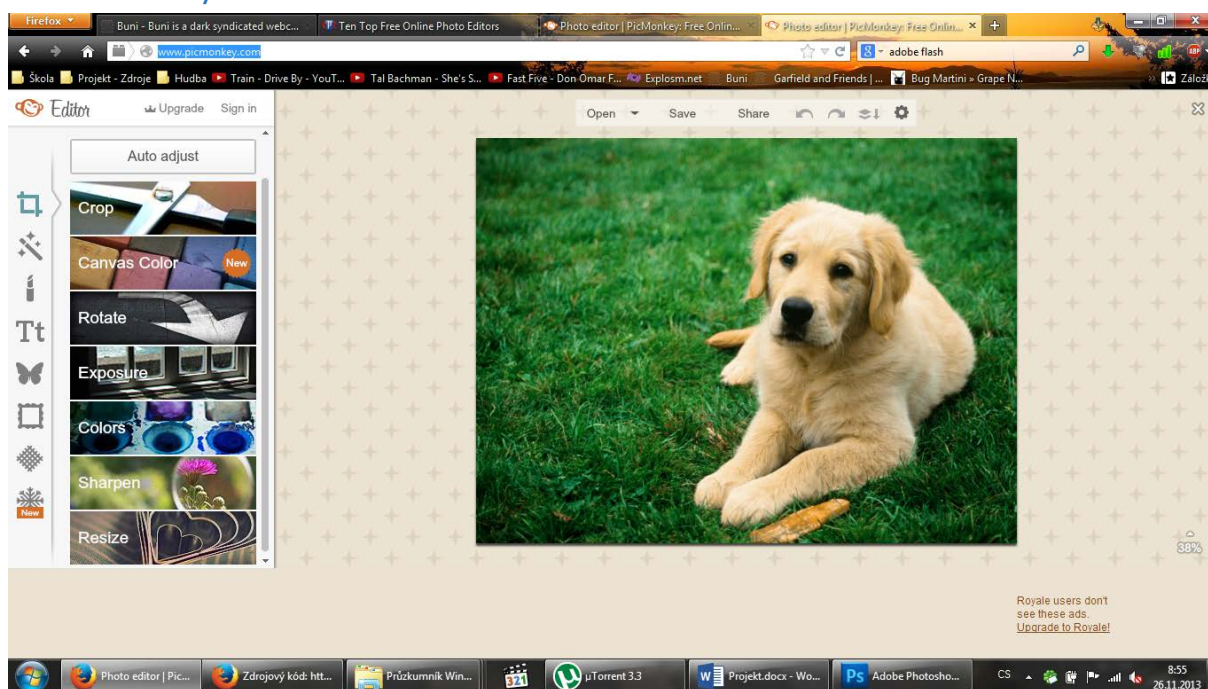 Firefox
Buni - Buni is a dark syndicated webc...
Ten Top Free Online Photo Editors
Photo editor | PicMonkey: Free Onlin...
Photo editor | PicMonkey: Free Onlin...
www.picmonkey.com
adobe flash
Škola
Projekt - Zdroje
Hudba
Train - Drive By - YouT...
Tal Bachman - She's S...
Fast Five - Don Omar F...
Explosm.net
Buni
Garfield and Friends | ...
Bug Martini » Grape N...
Editor
Upgrade
Sign in
Open
Save
Share
Auto adjust
Crop
Canvas Color
New
Rotate
Exposure
Tt
Colors
Sharpen
New
Resize
38%
Royale users don't
see these ads.
Upgrade to Royale!
Photo editor | Pic...
Zdrojový kód: htt...
Průzkumník Win...
321
µTorrent 3.3
Projekt.docx - Wo...
Ps Adobe Photosho...
CS
8:55
26.11.2013